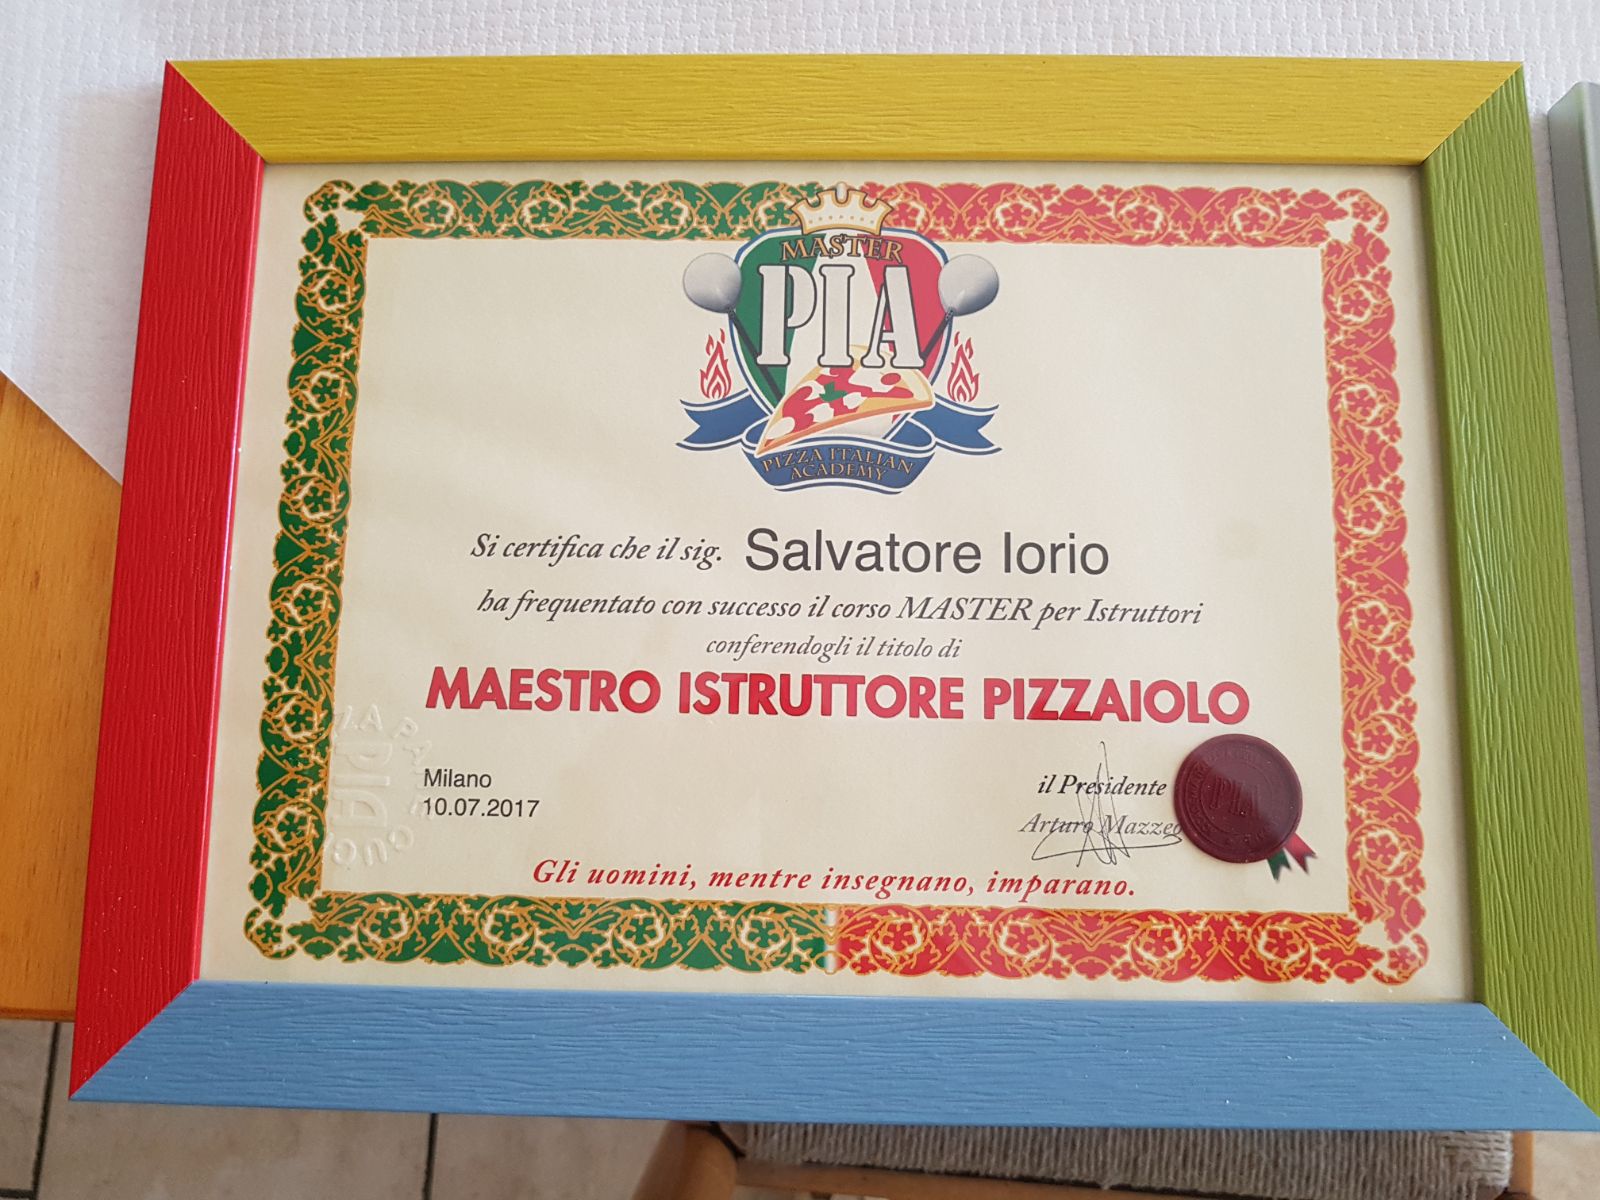 MASTER
PIA
PIZZA ITALIAN
ACADEMY
Si certifica che il sig. Salvatore Iorio
ha frequentato con successo il corso MASTER per Istruttori
conferendogli il titolo di
MAESTRO ISTRUTTORE PIZZAIOLO
Milano
10.07.2017
il Presidente
Arturo Mazzeo
PIA
Gli uomini, mentre insegnano, imparano.